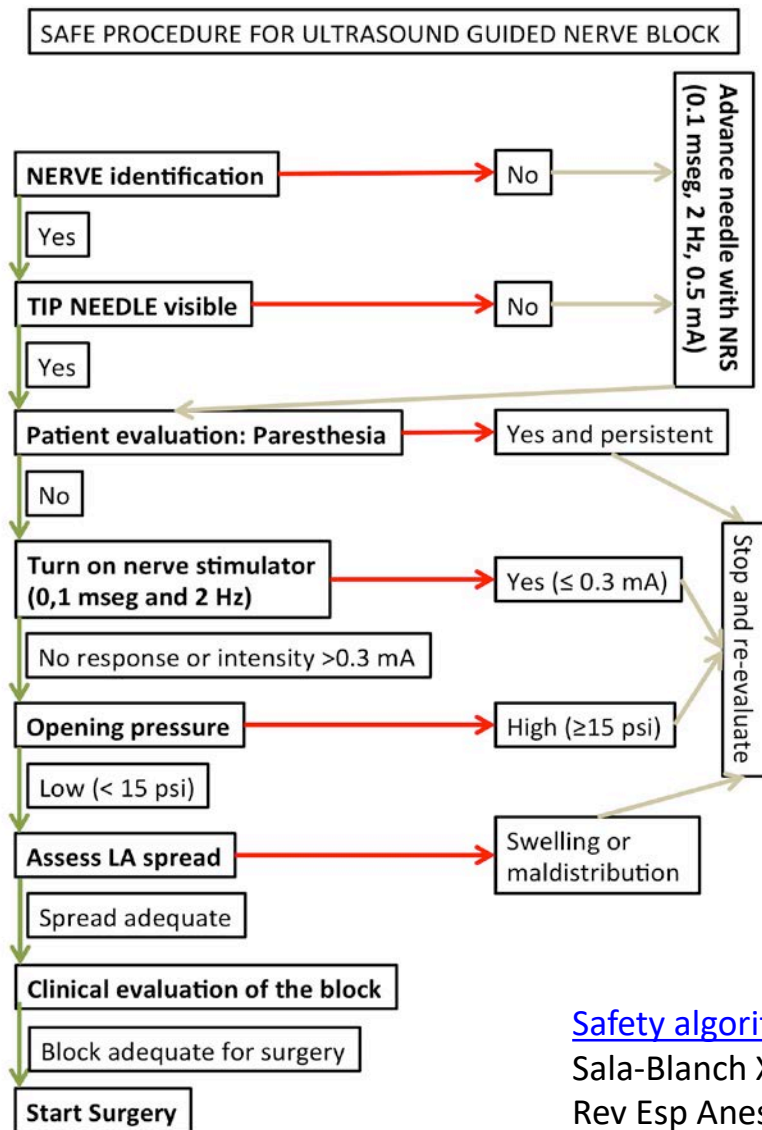 SAFE PROCEDURE FOR ULTRASOUND GUIDED NERVE BLOCK
Advance needle with NRS
(0.1 mseg, 2 Hz, 0.5 mA)
NERVE identification
No
Yes
TIP NEEDLE visible
No
Yes
Patient evaluation: Paresthesia
Yes and persistent
No
Turn on nerve stimulator
(0,1 mseg and 2 Hz)
Yes (≤ 0.3 mA)
Stop and re-evaluate
No response or intensity >0.3 mA
Opening pressure
High (≥15 psi)
Low (< 15 psi)
Assess LA spread
Swelling or
maldistribution
Spread adequate
Clinical evaluation of the block
Block adequate for surgery
Start Surgery
Safety
Sala-Blanch X
Rev Esp